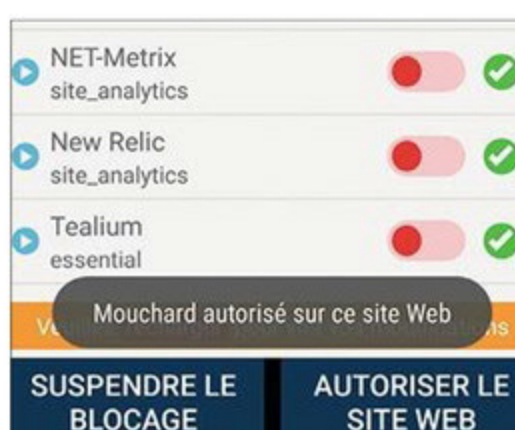 NET-Metrix
site_analytics
New Relic
site_analytics
Tealium
essential
Mouchard autorisé sur ce site Web
SUSPENDRE LE
BLOCAGE
AUTORISER LE
SITE WEB